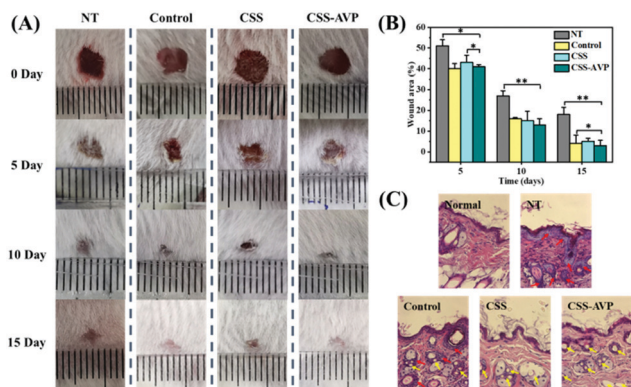 (A)
NT
Control
CSS
CSS-AVP
0 Day
5 Day
10 Day
15 Day
(B)
60
50
40
30
20
10
0
Wound area (%)
NT
Control
CSS
CSS-AVP
*
*
**
**
*
5
10
15
Time (days)
(C)
Normal
NT
Control
CSS
CSS-AVP